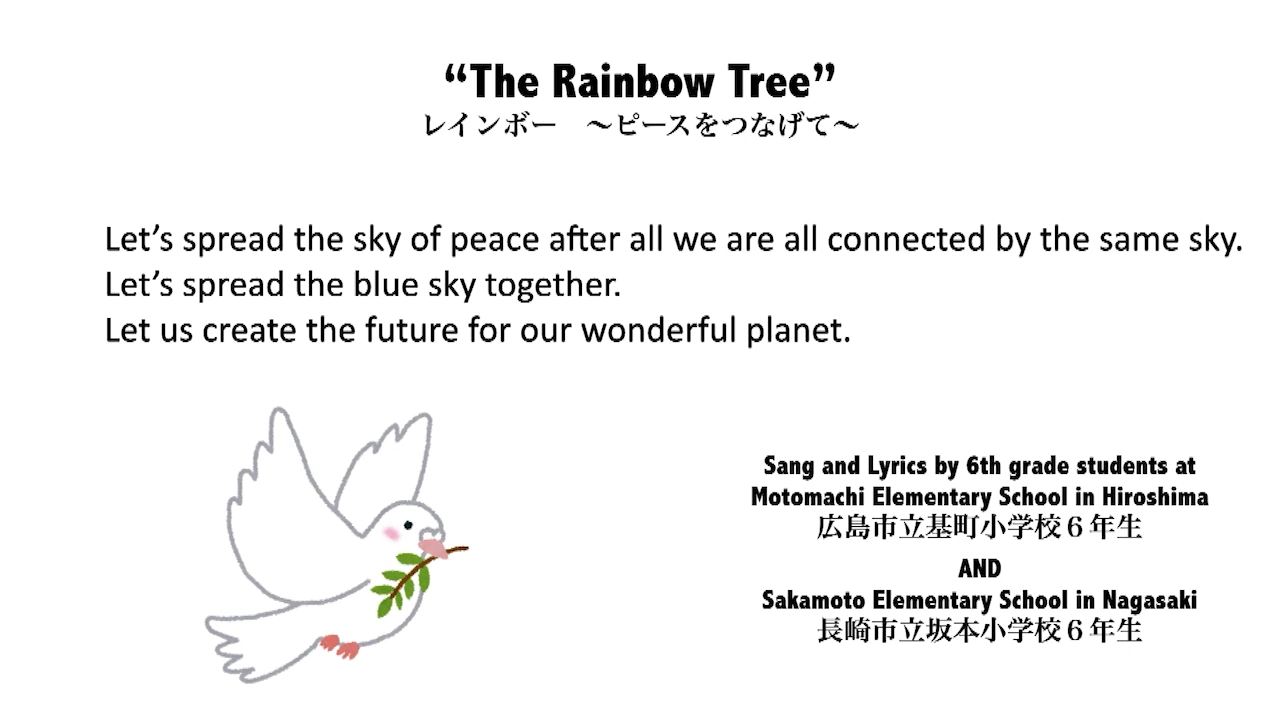 “The Rainbow Tree”
レインボー　～ピースをつなげて～
Let’s spread the sky of peace after all we are all connected by the same sky.
Let’s spread the blue sky together.
Let us create the future for our wonderful planet.
Sang and Lyrics by 6th grade students at
Motomachi Elementary School in Hiroshima
広島市立基町小学校６年生
AND
Sakamoto Elementary School in Nagasaki
長崎市立坂本小学校６年生